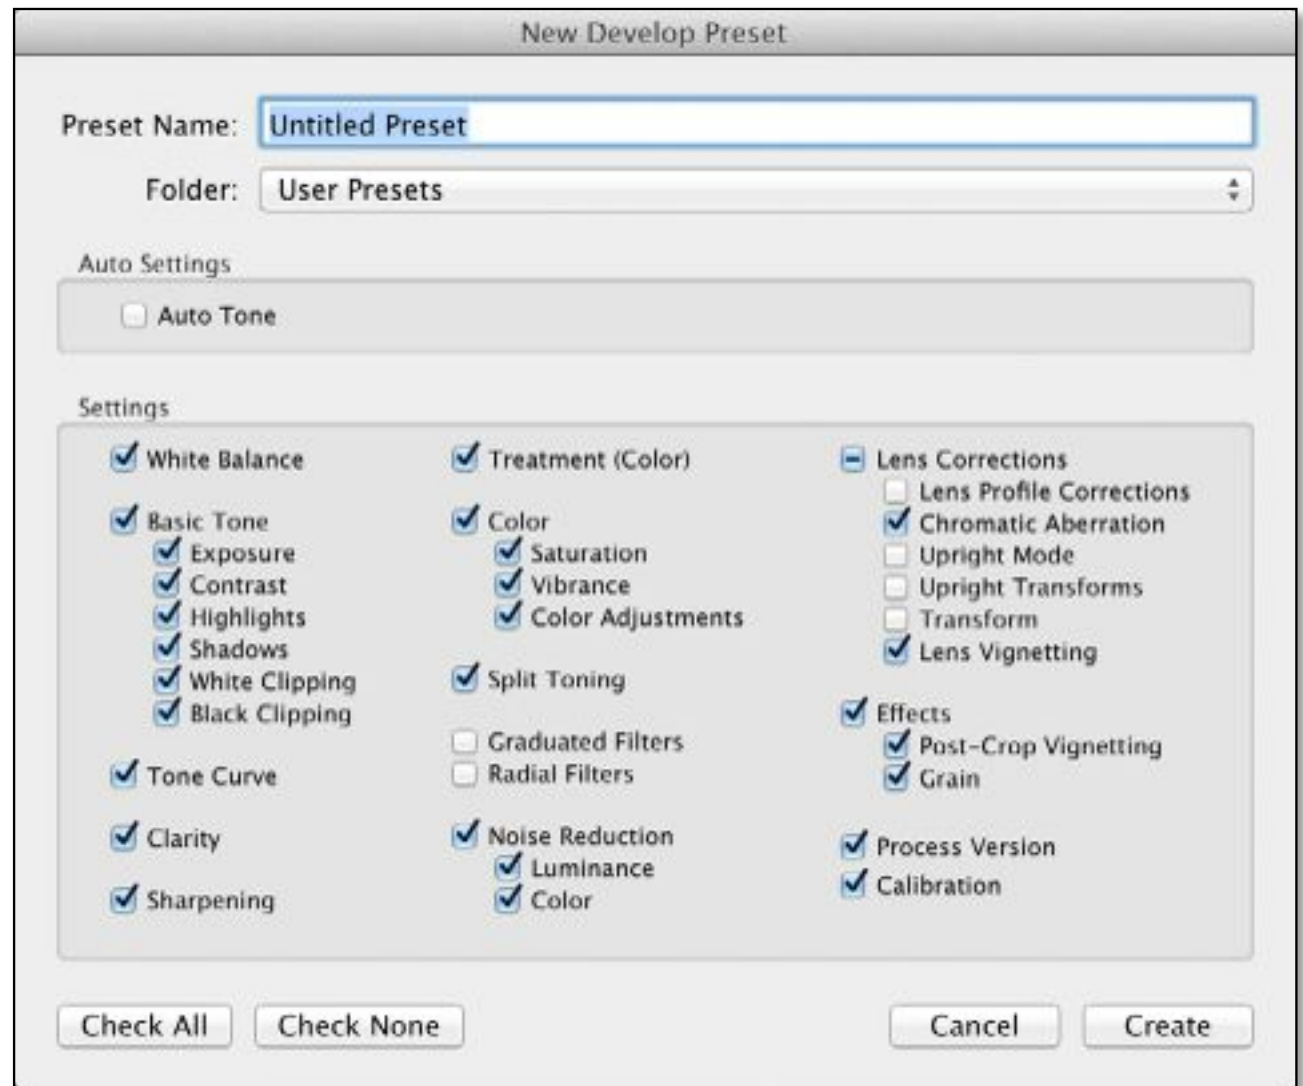 New Develop Preset
Preset Name: Untitled Preset
Folder: User Presets
Auto Settings
Auto Tone
Settings
White Balance
Basic Tone
Exposure
Contrast
Highlights
Shadows
White Clipping
Black Clipping
Tone Curve
Clarity
Sharpening
Treatment (Color)
Color
Saturation
Vibrance
Color Adjustments
Split Toning
Graduated Filters
Radial Filters
Noise Reduction
Luminance
Color
Lens Corrections
Lens Profile Corrections
Chromatic Aberration
Upright Mode
Upright Transforms
Transform
Lens Vignetting
Effects
Post-Crop Vignetting
Grain
Process Version
Calibration
Check All Check None Cancel Create